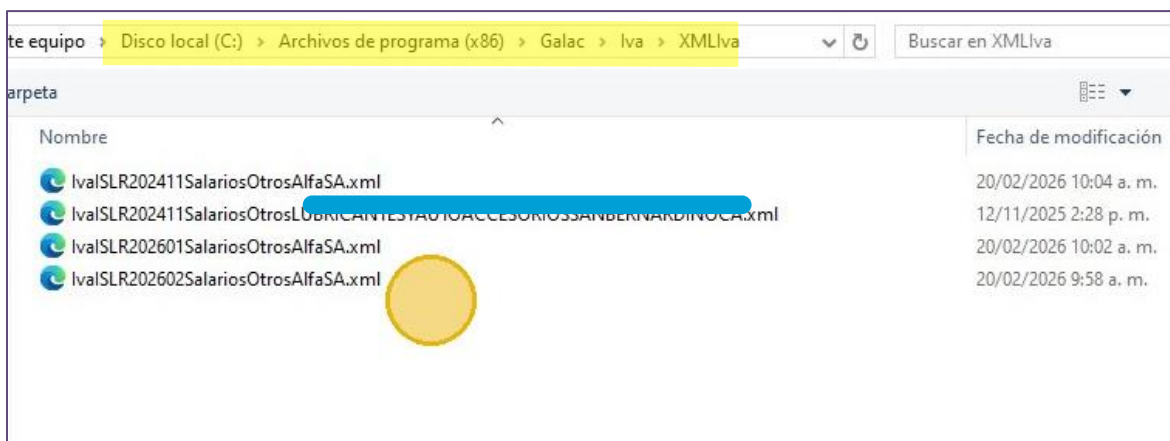 te equipo > Disco local (C:) > Archivos de programa (x86) > Galac > Iva > XMLIva
Buscar en XMLIva
arpeta
Nombre
Fecha de modificación
IvaISLR202411SalariosOtrosAlfaSA.xml
20/02/2026 10:04 a. m.
.xml
12/11/2025 2:28 p. m.
IvaISLR202601SalariosOtrosAlfaSA.xml
20/02/2026 10:02 a. m.
IvaISLR202602SalariosOtrosAlfaSA.xml
20/02/2026 9:58 a. m.